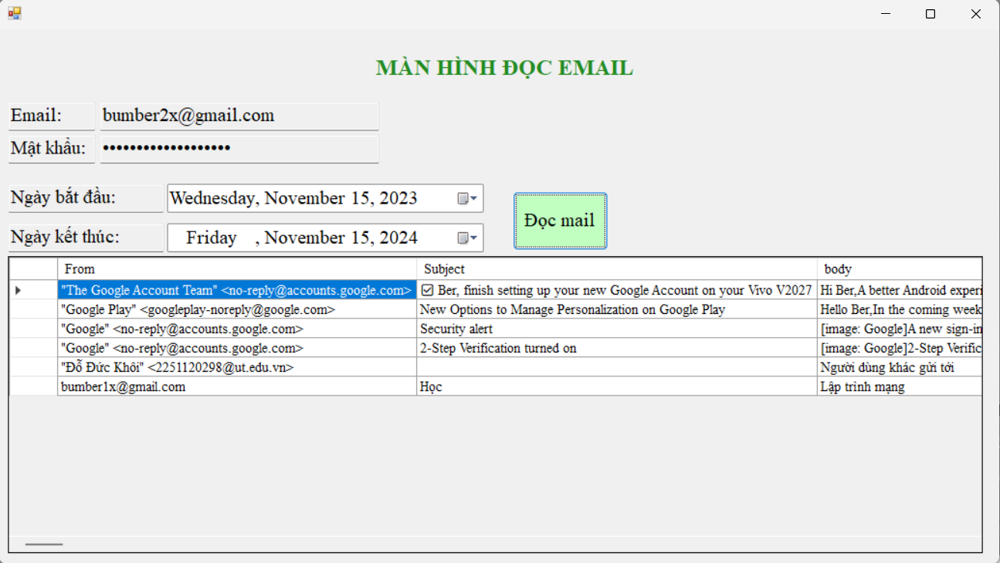 MÀN HÌNH ĐỌC EMAIL
Email: bumber2x@gmail.com
Mật khẩu: •••••••••••••••••••
Ngày bắt đầu: Wednesday, November 15, 2023
Ngày kết thúc: Friday , November 15, 2024
Đọc mail
From Subject body
"The Google Account Team" <no-reply@accounts.google.com> ☑ Ber, finish setting up your new Google Account on your Vivo V2027 Hi Ber,A better Android experi
"Google Play" <googleplay-noreply@google.com> New Options to Manage Personalization on Google Play Hello Ber,In the coming week
"Google" <no-reply@accounts.google.com> Security alert [image: Google]A new sign-in
"Google" <no-reply@accounts.google.com> 2-Step Verification turned on [image: Google]2-Step Verific
"Đỗ Đức Khôi" <2251120298@ut.edu.vn> Người dùng khác gửi tới
bumber1x@gmail.com Học Lập trình mạng